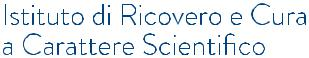 Istituto di Ricovero e Cura
a Carattere Scientifico